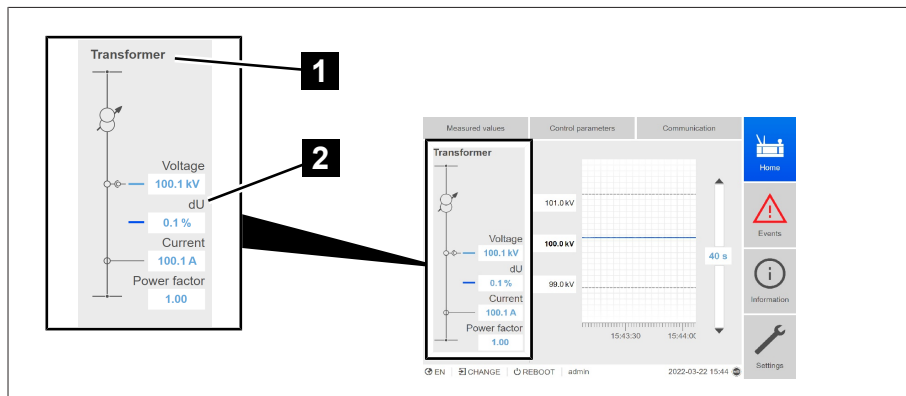 Transformer
1
2
Voltage
100.1 kV
dU
0.1 %
Current
100.1 A
Power factor
1.00
Measured values
Control parameters
Communication
Home
Transformer
Voltage
100.1 kV
dU
0.1 %
Current
100.1 A
Power factor
1.00
101.0 kV
100.0 kV
99.0 kV
15:43:30
15:44:00
40 s
Events
Information
Settings
EN CHANGE REBOOT admin 2022-03-22 15:44